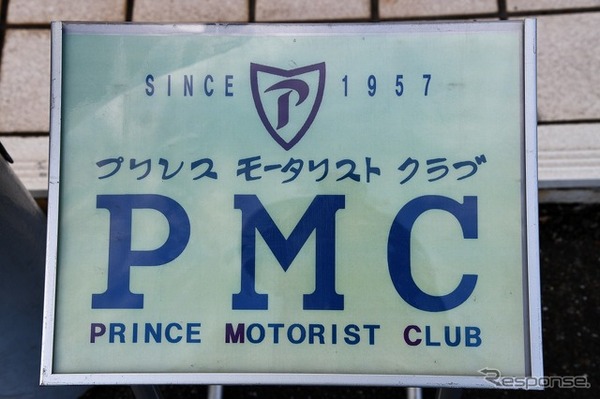 SINCE P 1957
プリンス モータリスト クラブ
PMC
PRINCE MOTORIST CLUB
Response.